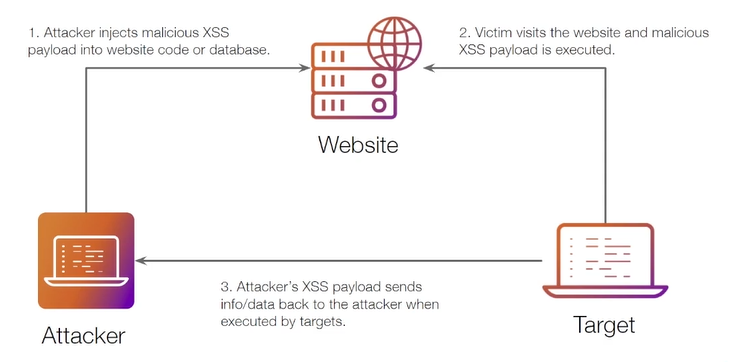 1. Attacker injects malicious XSS
payload into website code or database.
2. Victim visits the website and malicious
XSS payload is executed.
Website
3. Attacker's XSS payload sends
info/data back to the attacker when
executed by targets.
Attacker
Target